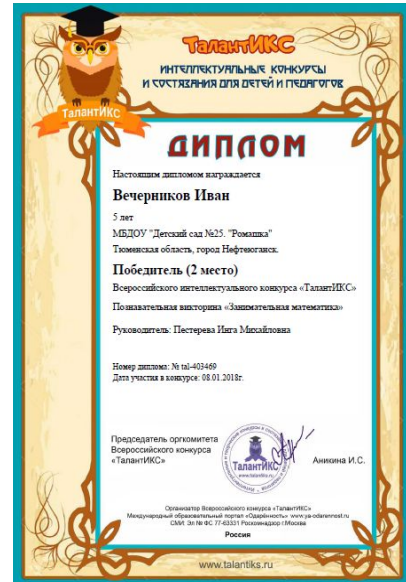 ТалантИКС
ИНТЕЛЛЕКТУАЛЬНЫЕ КОНКУРСЫ
И СОСТЯЗАНИЯ ДЛЯ ДЕТЕЙ И ПЕДАГОГОВ
ТалантИКС
ДИПЛОМ
Настоящим дипломом награждается
Вечерников Иван
5 лет
МБДОУ "Детский сад №25. "Ромашка"
Тюменская область, город Нефтеюганск.
Победитель (2 место)
Всероссийского интеллектуального конкурса «ТалантИКС»
Познавательная викторина «Занимательная математика»
Руководитель: Пестерева Инга Михайловна
Номер диплома: № tal-403469
Дата участия в конкурсе: 08.01.2018г.
Председатель оргкомитета
Всероссийского конкурса
«ТалантИКС»
ТалантИКС
Аникина И.С.
Организатор Всероссийского конкурса «ТалантИКС»
Международный образовательный портал «Одарённость» www.ya-odarennost.ru
СМИ: Эл № ФС 77-63331 Роскомнадзор г.Москва
Россия
www.talantiks.ru